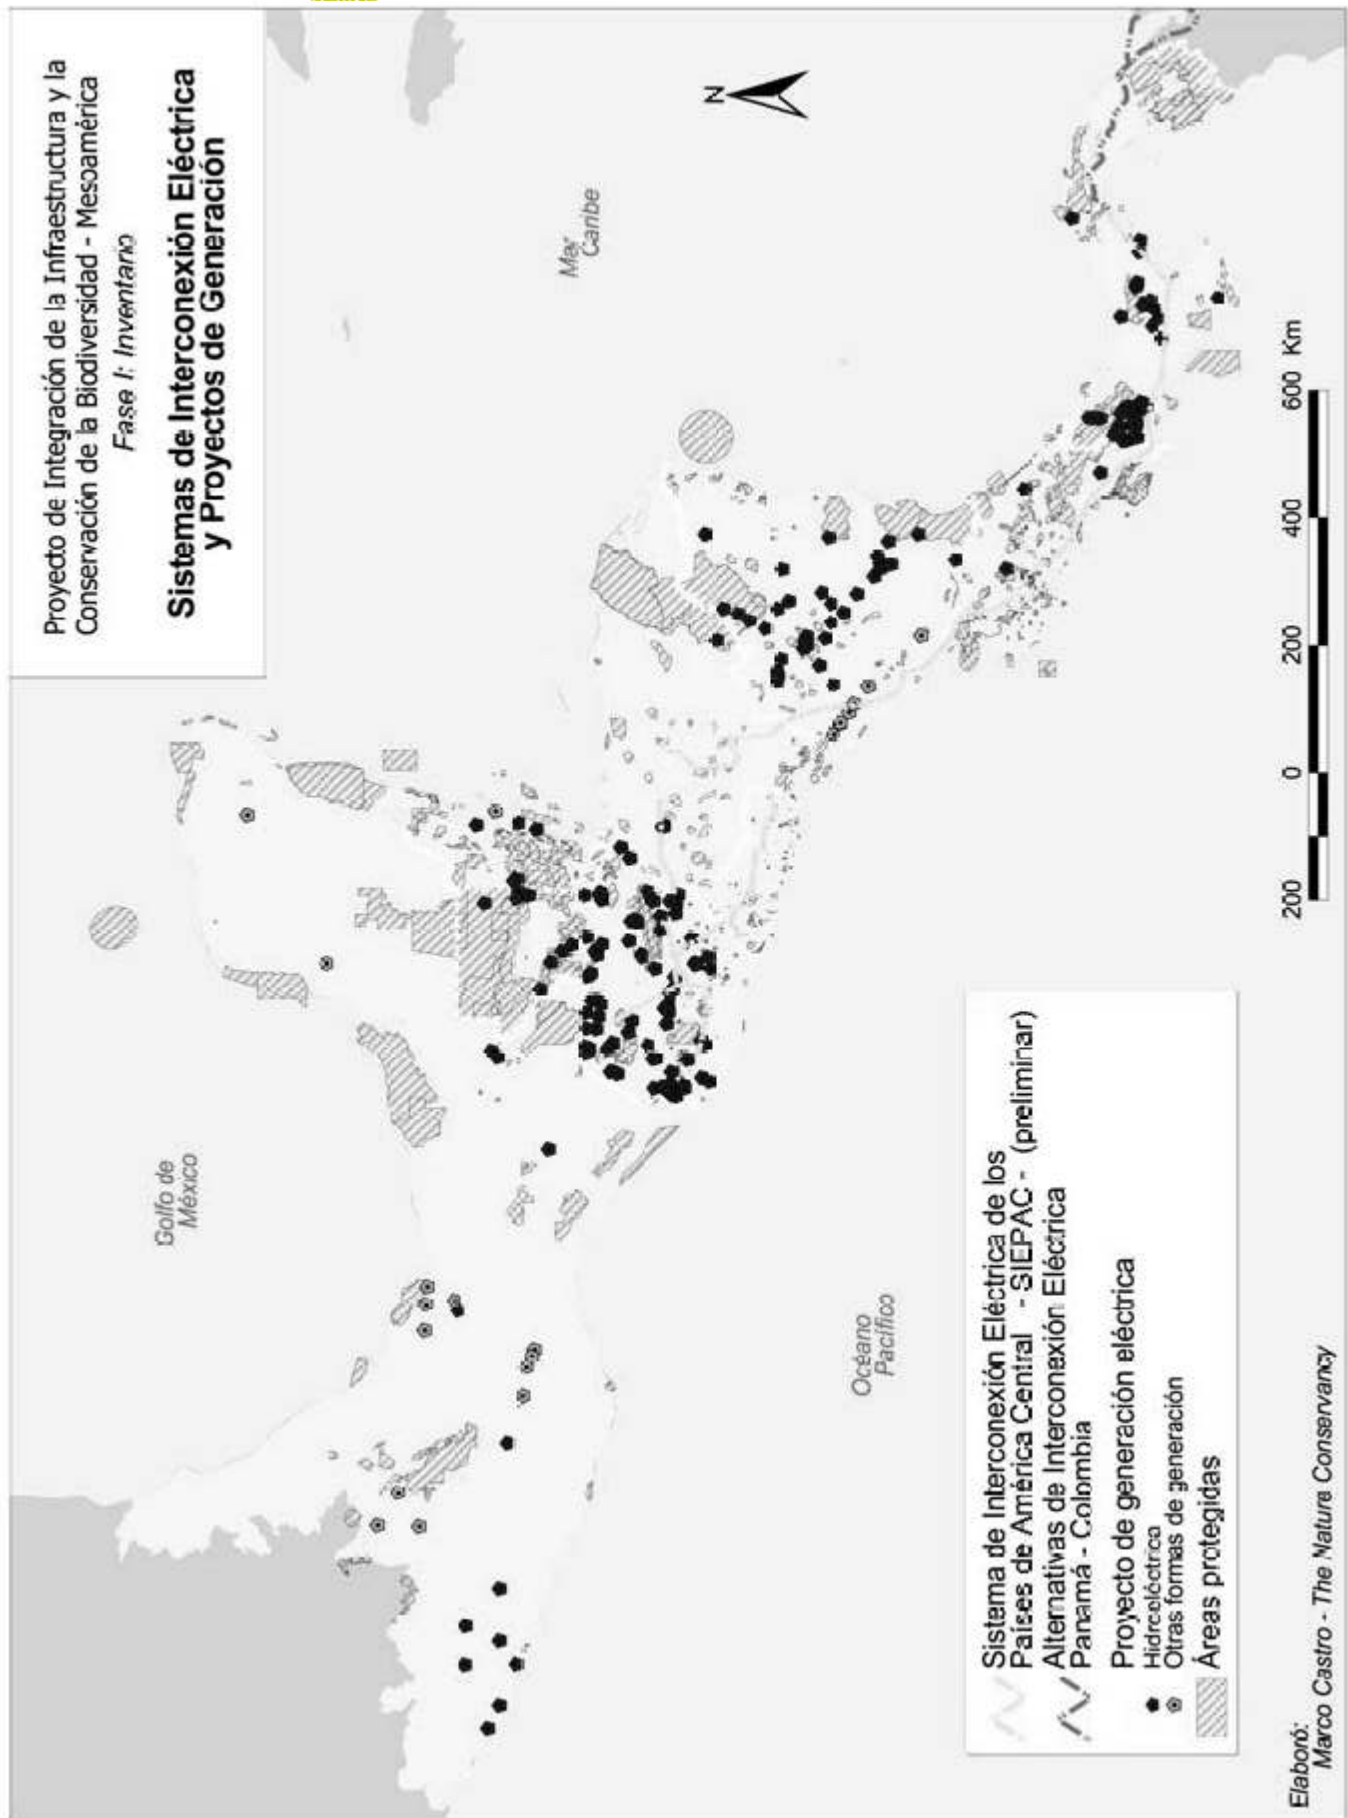 Proyecto de Integración de la Infraestructura y la
Conservación de la Biodiversidad - Mesoamérica
Fase I: Inventario
Sistemas de Interconexión Eléctrica
y Proyectos de Generación
N
Mar
Caribe
Golfo de
México
Océano
Pacífico
Sistema de Interconexión Eléctrica de los
Países de América Central - SIEPAC - (preliminar)
Alternativas de Interconexión Eléctrica
Panamá - Colombia
Proyecto de generación eléctrica
Hidroeléctrica
Otras formas de generación
Áreas protegidas
200 0 200 400 600 Km
Elaboró:
Marco Castro - The Nature Conservancy